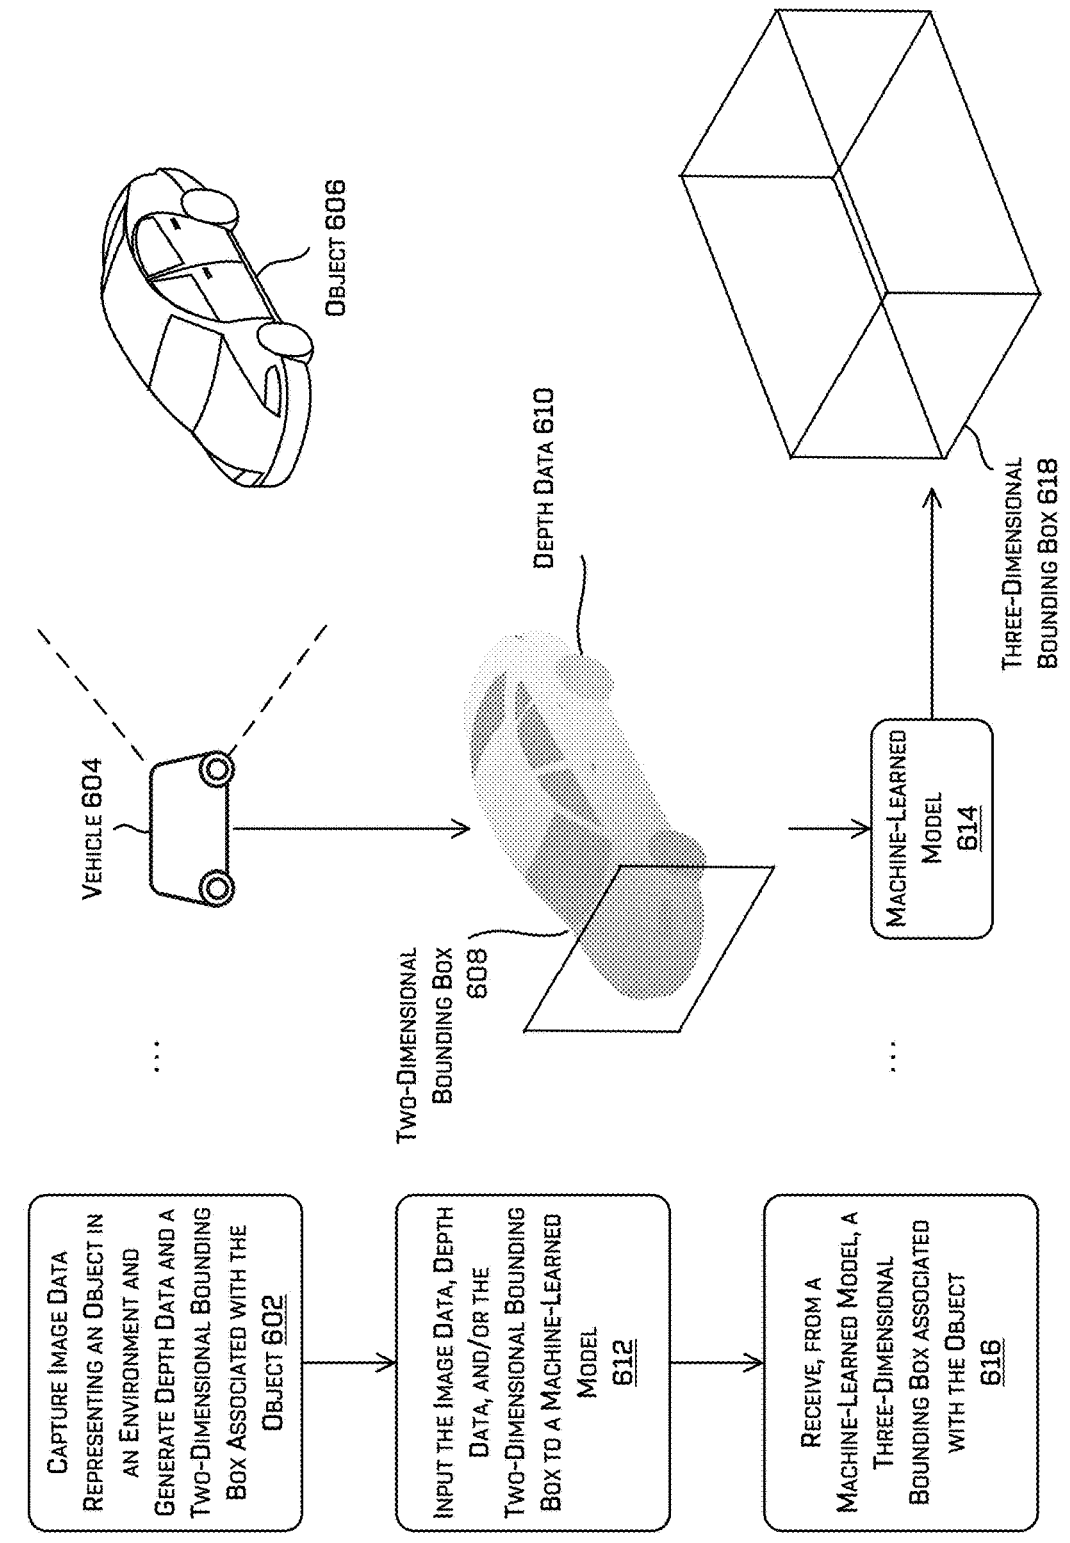 CAPTURE IMAGE DATA
REPRESENTING AN OBJECT IN
AN ENVIRONMENT AND
GENERATE DEPTH DATA AND A
TWO-DIMENSIONAL BOUNDING
BOX ASSOCIATED WITH THE
OBJECT 602
VEHICLE 604
OBJECT 606
INPUT THE IMAGE DATA, DEPTH
DATA, AND/OR THE
TWO-DIMENSIONAL BOUNDING
BOX TO A MACHINE-LEARNED
MODEL
612
TWO-DIMENSIONAL
BOUNDING BOX
608
DEPTH DATA 610
RECEIVE, FROM A
MACHINE-LEARNED MODEL, A
THREE-DIMENSIONAL
BOUNDING BOX ASSOCIATED
WITH THE OBJECT
616
MACHINE-LEARNED
MODEL
614
THREE-DIMENSIONAL
BOUNDING BOX 618